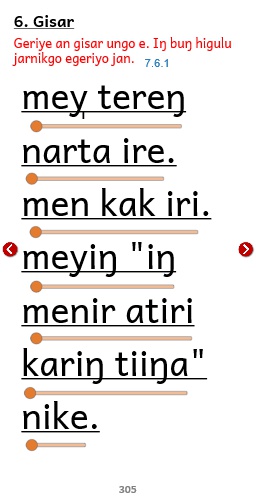 6. Gisar
Geriye an gisar ungo e. Iŋ buŋ higulu
jarnikgo egeriyo jan. 7.6.1
mey tereŋ
narta ire.
men kak iri.
meyiŋ "iŋ
menir atiri
kariŋ tiiŋa"
nike.
305